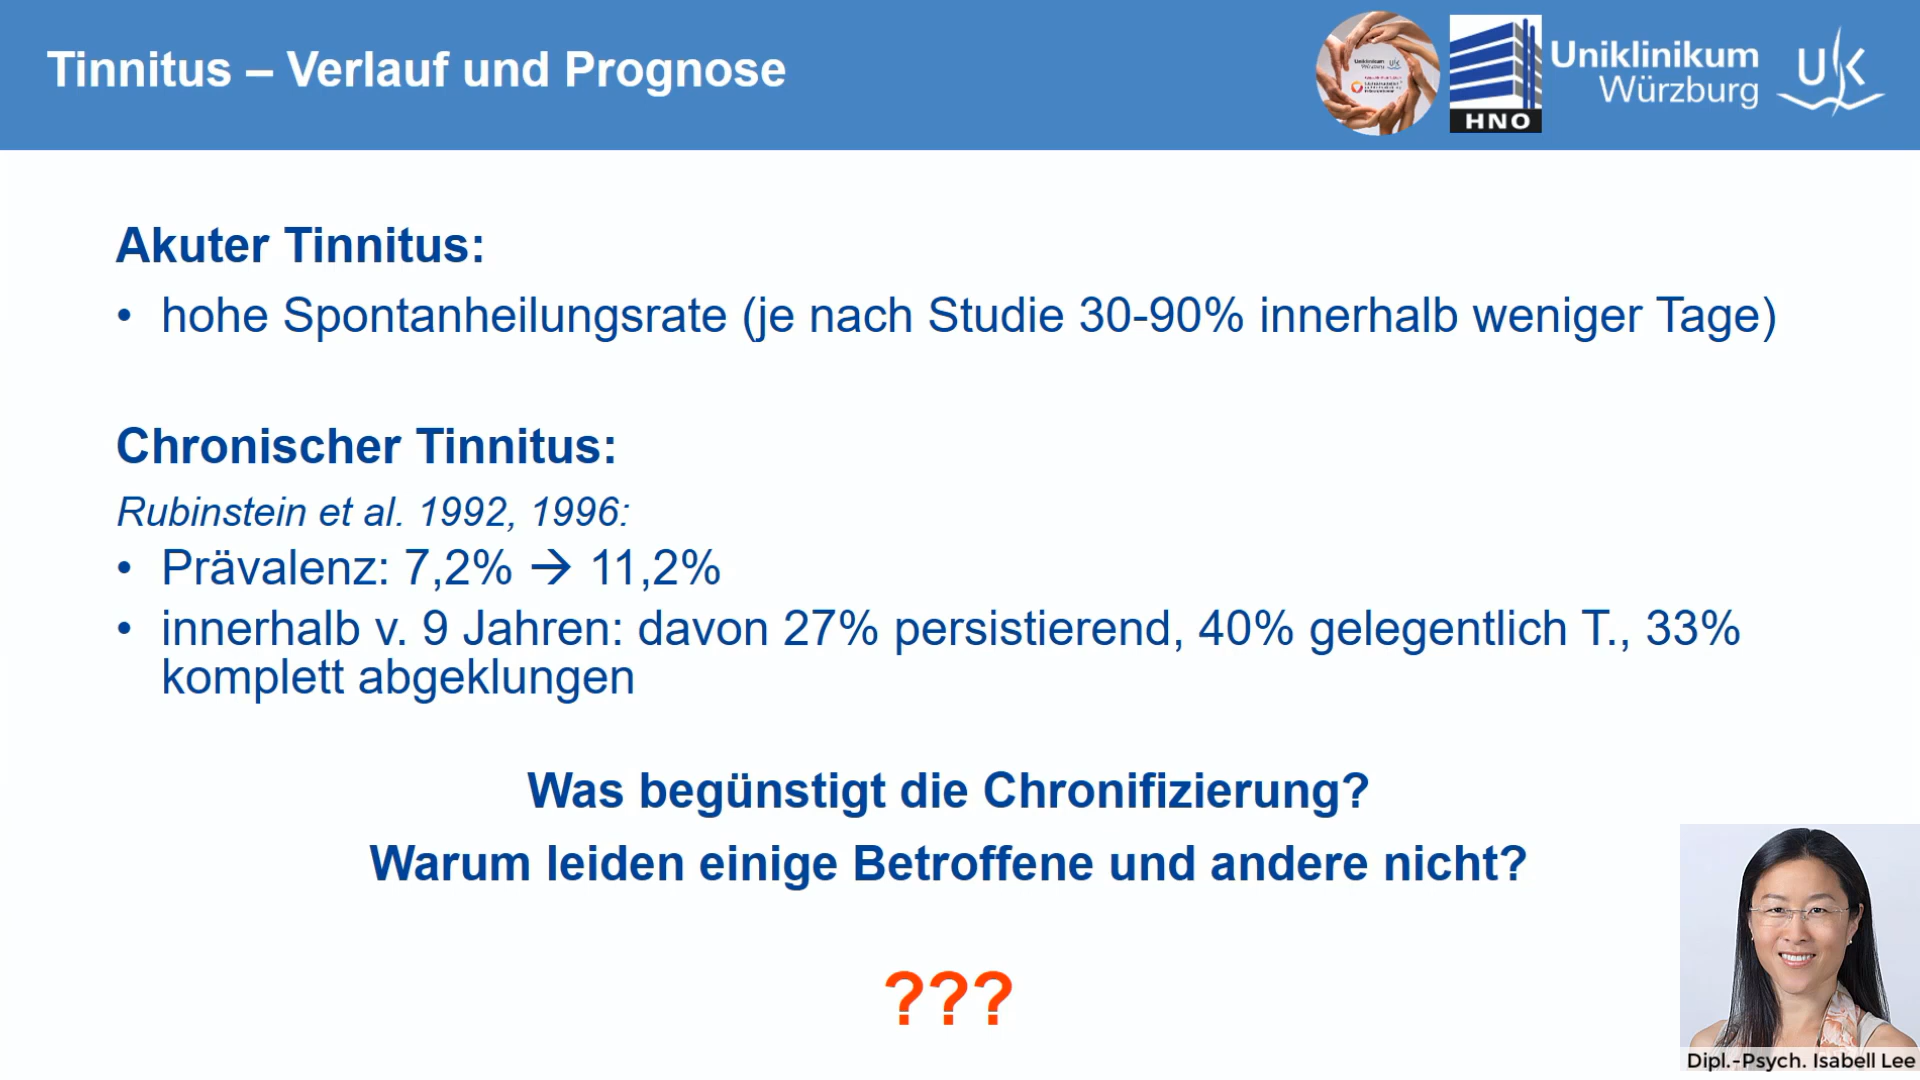 Tinnitus – Verlauf und Prognose
Uniklinikum
Würzburg
HNO
UK
Akuter Tinnitus:
• hohe Spontanheilungsrate (je nach Studie 30-90% innerhalb weniger Tage)
Chronischer Tinnitus:
Rubinstein et al. 1992, 1996:
• Prävalenz: 7,2% → 11,2%
• innerhalb v. 9 Jahren: davon 27% persistierend, 40% gelegentlich T., 33%
komplett abgeklungen
Was begünstigt die Chronifizierung?
Warum leiden einige Betroffene und andere nicht?
???
Dipl.-Psych. Isabell Lee